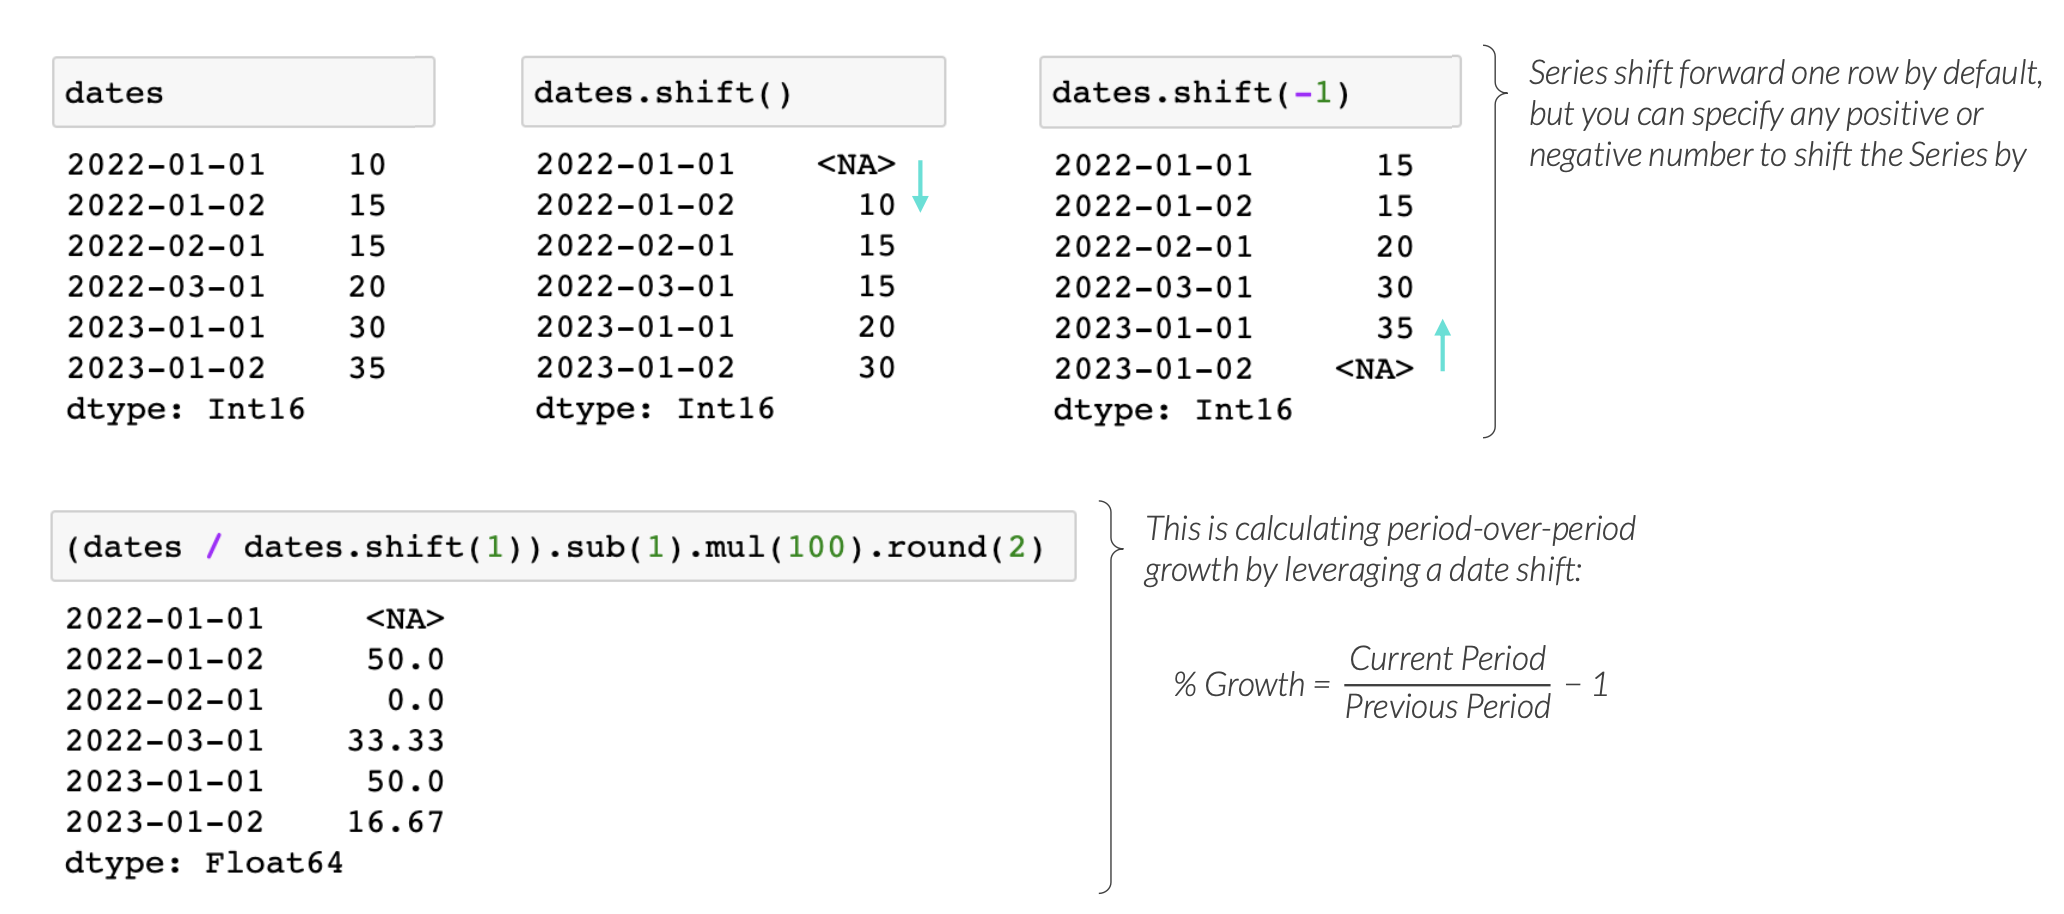 dates
2022-01-01 10
2022-01-02 15
2022-02-01 15
2022-03-01 20
2023-01-01 30
2023-01-02 35
dtype: Int16
dates.shift()
2022-01-01 <NA>
2022-01-02 10
2022-02-01 15
2022-03-01 15
2023-01-01 20
2023-01-02 30
dtype: Int16
dates.shift(-1)
2022-01-01 15
2022-01-02 15
2022-02-01 20
2022-03-01 30
2023-01-01 35
2023-01-02 <NA>
dtype: Int16
Series shift forward one row by default,
but you can specify any positive or
negative number to shift the Series by
(dates / dates.shift(1)).sub(1).mul(100).round(2)
2022-01-01 <NA>
2022-01-02 50.0
2022-02-01 0.0
2022-03-01 33.33
2023-01-01 50.0
2023-01-02 16.67
dtype: Float64
This is calculating period-over-period
growth by leveraging a date shift:
Current Period
% Growth = − 1
Previous Period